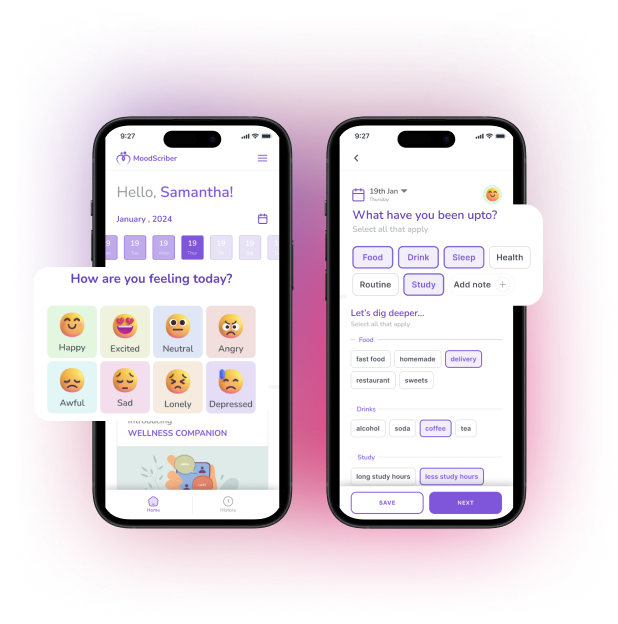 9:27
MoodScriber
Hello, Samantha!
January , 2024
19 19 19 19 19 19
Tue Wed Thur Fri
How are you feeling today?
Happy Excited Neutral Angry
Awful Sad Lonely Depressed
Introducing
WELLNESS COMPANION
Home History
9:27
19th Jan
Thursday
What have you been upto?
Select all that apply
Food Drink Sleep Health
Routine Study Add note +
Let's dig deeper...
Select all that apply
Food
fast food homemade delivery
restaurant sweets
Drinks
alcohol soda coffee tea
Study
long study hours less study hours
SAVE NEXT